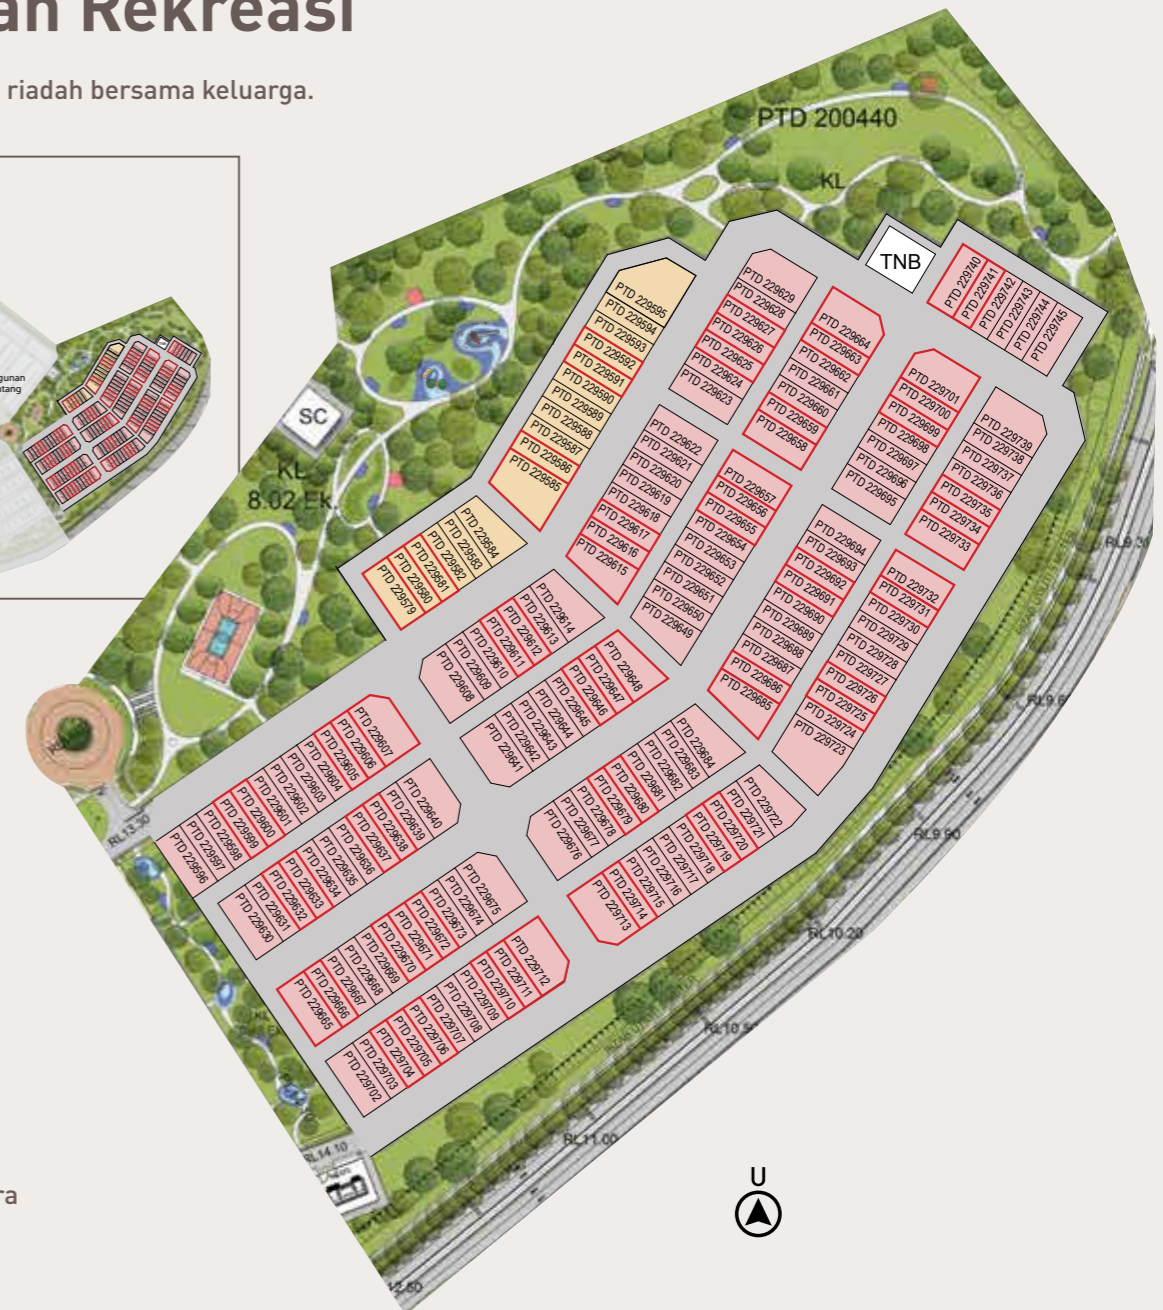 an Rekreasi
riadah bersama keluarga.
gunan
tang
PTD 200440
KL
TNB
SC
KL
8.02 Ek.
PTD 229595
PTD 229594
PTD 229593
PTD 229592
PTD 229591
PTD 229590
PTD 229589
PTD 229588
PTD 229587
PTD 229586
PTD 229585
PTD 229584
PTD 229583
PTD 229582
PTD 229581
PTD 229580
PTD 229579
PTD 229629
PTD 229628
PTD 229627
PTD 229626
PTD 229625
PTD 229624
PTD 229623
PTD 229622
PTD 229621
PTD 229620
PTD 229619
PTD 229618
PTD 229617
PTD 229616
PTD 229615
PTD 229614
PTD 229613
PTD 229612
PTD 229611
PTD 229610
PTD 229609
PTD 229608
PTD 229607
PTD 229606
PTD 229605
PTD 229604
PTD 229603
PTD 229602
PTD 229601
PTD 229600
PTD 229599
PTD 229598
PTD 229597
PTD 229596
PTD 229664
PTD 229663
PTD 229662
PTD 229661
PTD 229660
PTD 229659
PTD 229658
PTD 229657
PTD 229656
PTD 229655
PTD 229654
PTD 229653
PTD 229652
PTD 229651
PTD 229650
PTD 229649
PTD 229648
PTD 229647
PTD 229646
PTD 229645
PTD 229644
PTD 229643
PTD 229642
PTD 229641
PTD 229640
PTD 229639
PTD 229638
PTD 229637
PTD 229636
PTD 229635
PTD 229634
PTD 229633
PTD 229632
PTD 229631
PTD 229630
PTD 229740
PTD 229741
PTD 229742
PTD 229743
PTD 229744
PTD 229745
PTD 229701
PTD 229700
PTD 229699
PTD 229698
PTD 229697
PTD 229696
PTD 229695
PTD 229694
PTD 229693
PTD 229692
PTD 229691
PTD 229690
PTD 229689
PTD 229688
PTD 229687
PTD 229686
PTD 229685
PTD 229684
PTD 229683
PTD 229682
PTD 229681
PTD 229680
PTD 229679
PTD 229678
PTD 229677
PTD 229676
PTD 229675
PTD 229674
PTD 229673
PTD 229672
PTD 229671
PTD 229670
PTD 229669
PTD 229668
PTD 229667
PTD 229666
PTD 229665
PTD 229739
PTD 229738
PTD 229737
PTD 229736
PTD 229735
PTD 229734
PTD 229733
PTD 229732
PTD 229731
PTD 229730
PTD 229729
PTD 229728
PTD 229727
PTD 229726
PTD 229725
PTD 229724
PTD 229723
PTD 229722
PTD 229721
PTD 229720
PTD 229719
PTD 229718
PTD 229717
PTD 229716
PTD 229715
PTD 229714
PTD 229713
PTD 229712
PTD 229711
PTD 229710
PTD 229709
PTD 229708
PTD 229707
PTD 229706
PTD 229705
PTD 229704
PTD 229703
PTD 229702
RL9.30
RL9.6
RL9.90
RL10.20
RL10.5
RL11.00
RL13.30
RL14.10
12.50
ra
U